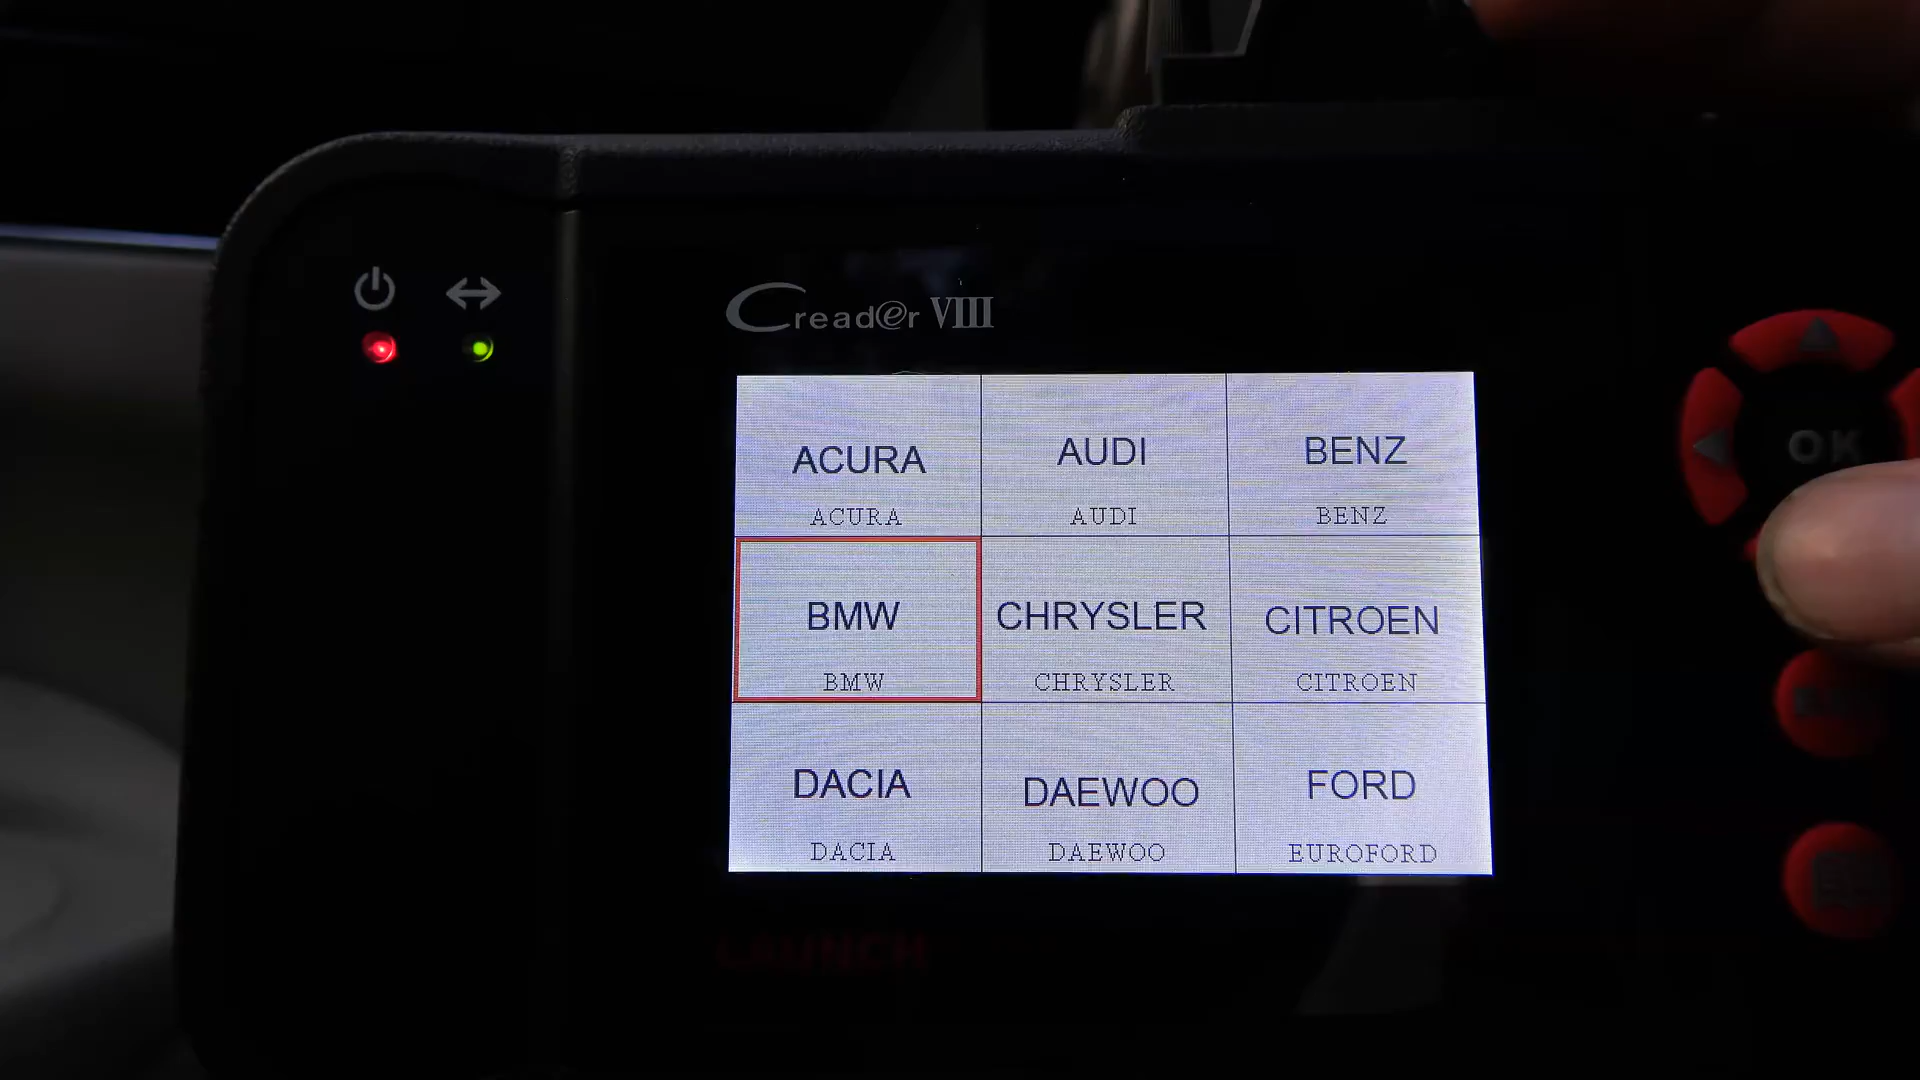 Creader VIII
ACURA AUDI BENZ
ACURA AUDI BENZ
BMW CHRYSLER CITROEN
BMW CHRYSLER CITROEN
DACIA DAEWOO FORD
DACIA DAEWOO EUROFORD
OK
LAUNCH